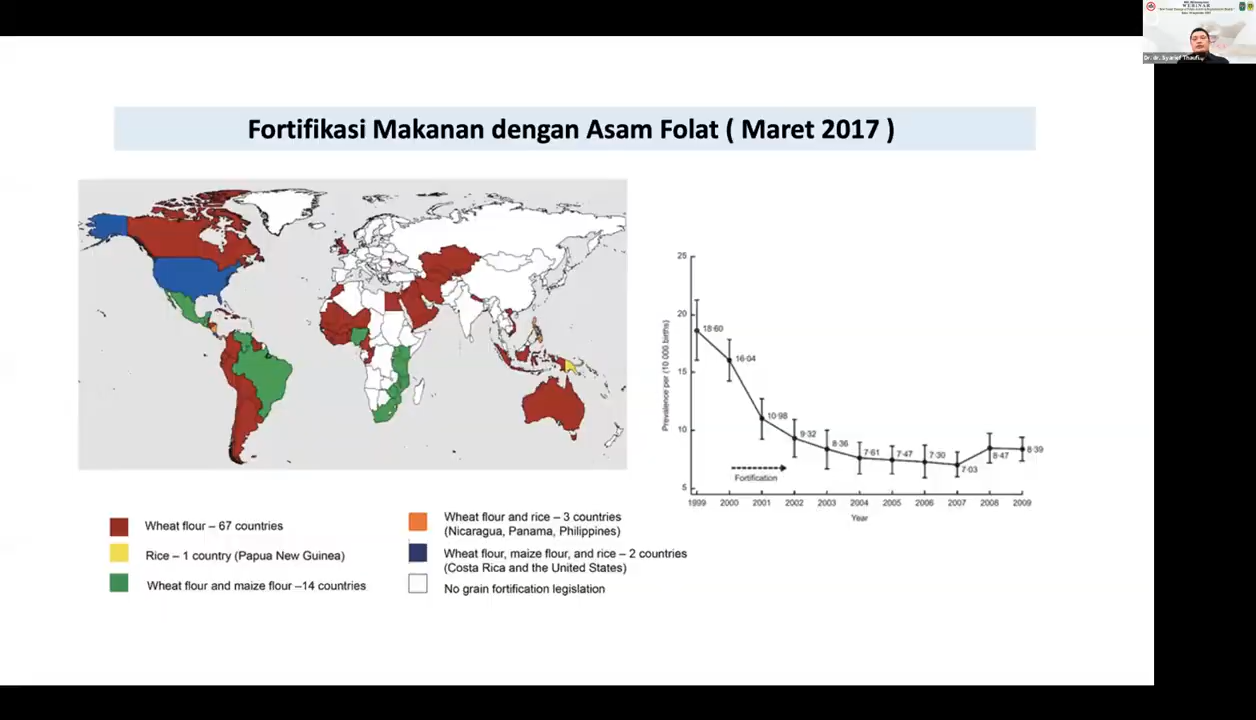 WEBINAR
Dr. dr. Syarief Thaufi
Fortifikasi Makanan dengan Asam Folat ( Maret 2017 )
Prevalence per (10 000 births)
25
20
15
10
5
18·60
16·04
10·98
9·32
8·36
7·61
7·47
7·30
7·03
8·47
8·39
Fortification
1999 2000 2001 2002 2003 2004 2005 2006 2007 2008 2009
Year
Wheat flour – 67 countries
Rice – 1 country (Papua New Guinea)
Wheat flour and maize flour –14 countries
Wheat flour and rice – 3 countries
(Nicaragua, Panama, Philippines)
Wheat flour, maize flour, and rice – 2 countries
(Costa Rica and the United States)
No grain fortification legislation